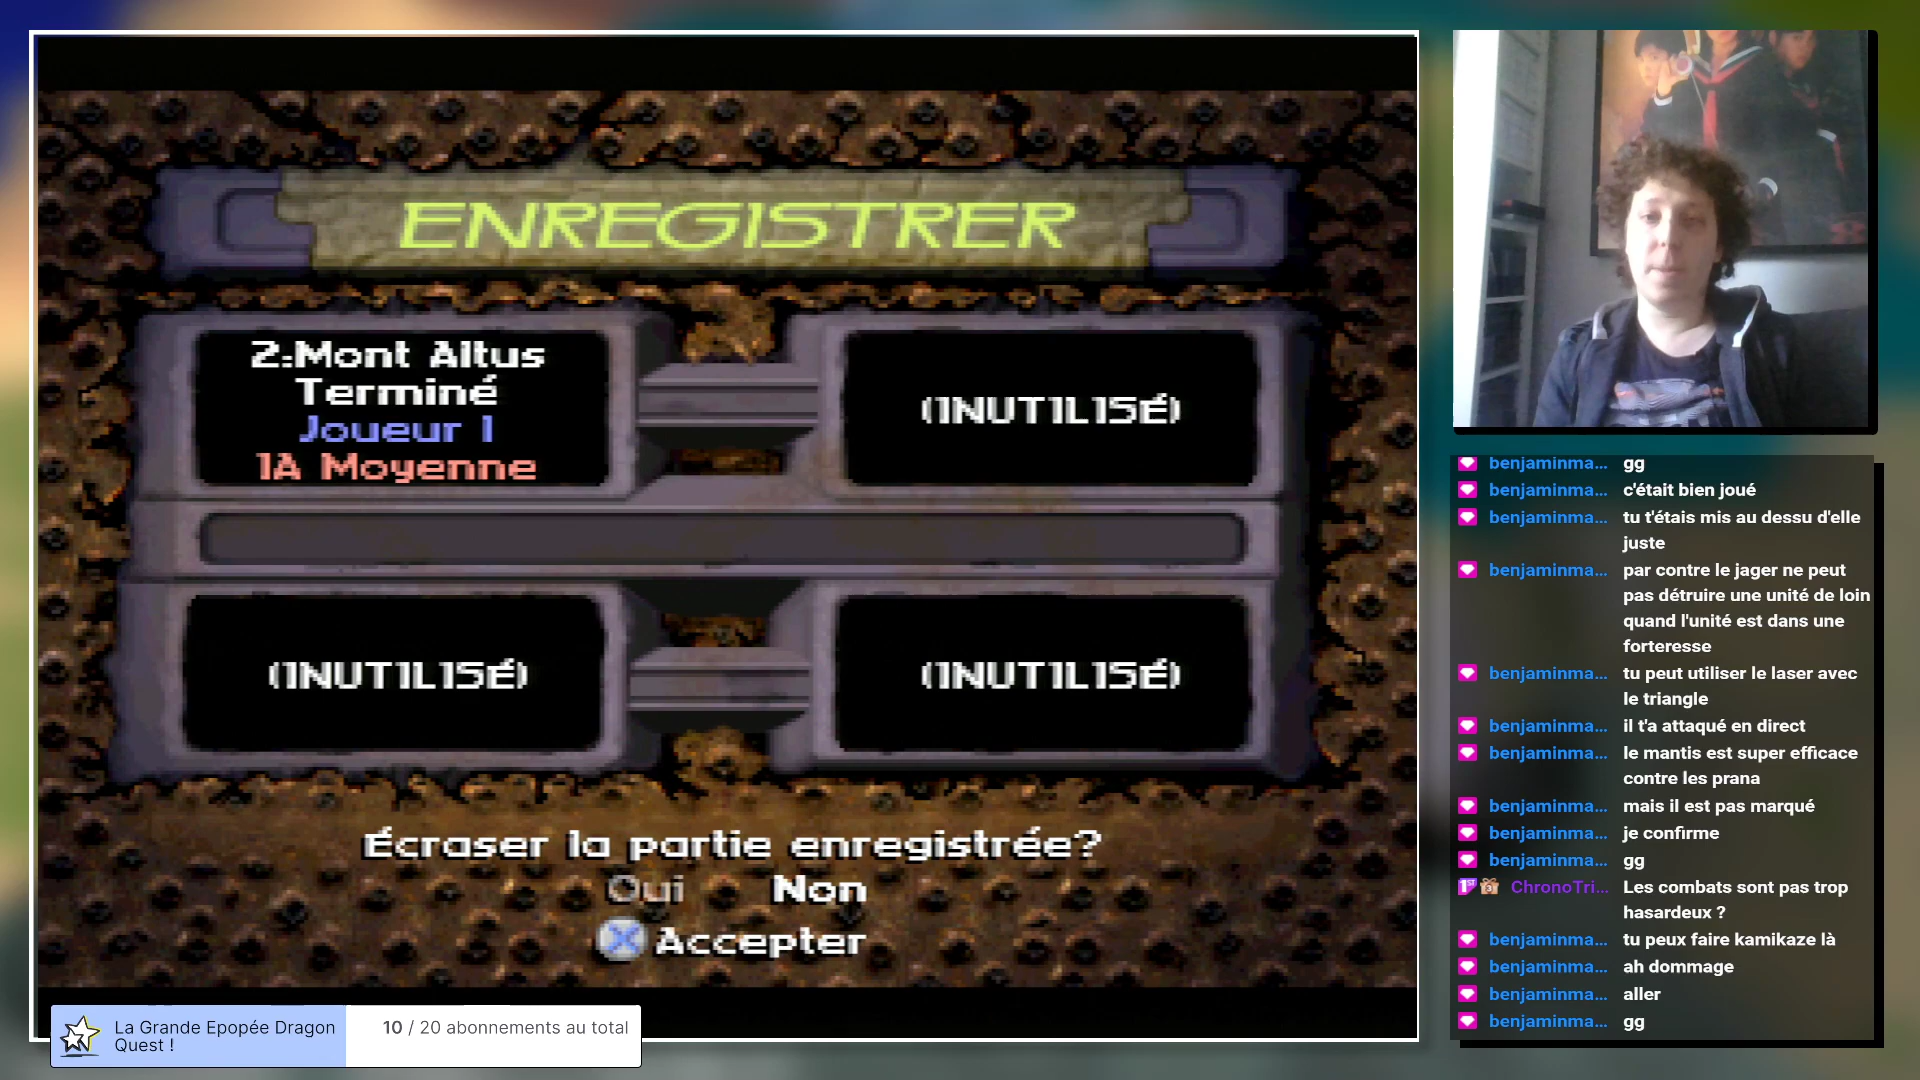 ENREGISTRER
2:Mont Altus
Terminé
Joueur 1
1A Moyenne
(INUTILISÉ)
(INUTILISÉ)
(INUTILISÉ)
Écraser la partie enregistrée?
Oui Non
X Accepter
La Grande Epopée Dragon
Quest !
10 / 20 abonnements au total
benjaminma... gg
benjaminma... c'était bien joué
benjaminma... tu t'étais mis au dessu d'elle
juste
benjaminma... par contre le jager ne peut
pas détruire une unité de loin
quand l'unité est dans une
forteresse
benjaminma... tu peut utiliser le laser avec
le triangle
benjaminma... il t'a attaqué en direct
benjaminma... le mantis est super efficace
contre les prana
benjaminma... mais il est pas marqué
benjaminma... je confirme
benjaminma... gg
ChronoTri... Les combats sont pas trop
hasardeux ?
benjaminma... tu peux faire kamikaze là
benjaminma... ah dommage
benjaminma... aller
benjaminma... gg